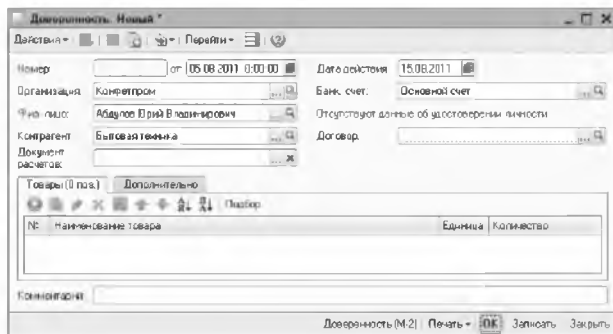 Доверенность: Новый *
Действия Перейти
Номер: от 05.08.2011 0:00:00 Дата действия 15.08.2011
Организация Конфетпром Банк. счет: Основной счет
Физ. лицо: Абдулов Юрий Владимирович Отсутствуют данные об удостоверении личности
Контрагент Бытовая техника Договор:
Документ расчетов:
Товары (0 поз.) Дополнительно
Подбор
№ Наименование товара Единица Количество
Комментарий
Доверенность (М-2) Печать OK Записать Закрыть